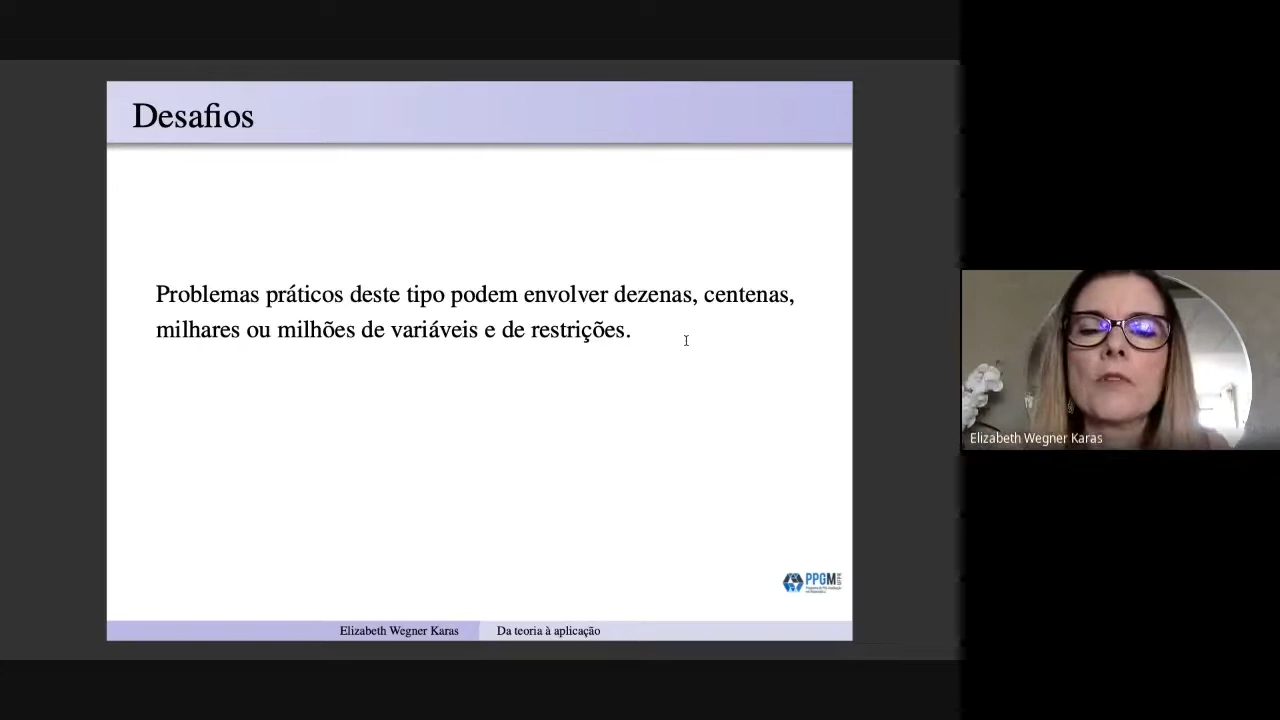 Desafios
Problemas práticos deste tipo podem envolver dezenas, centenas,
milhares ou milhões de variáveis e de restrições.
PPGM
UFPR
Elizabeth Wegner Karas
Da teoria à aplicação
Elizabeth Wegner Karas